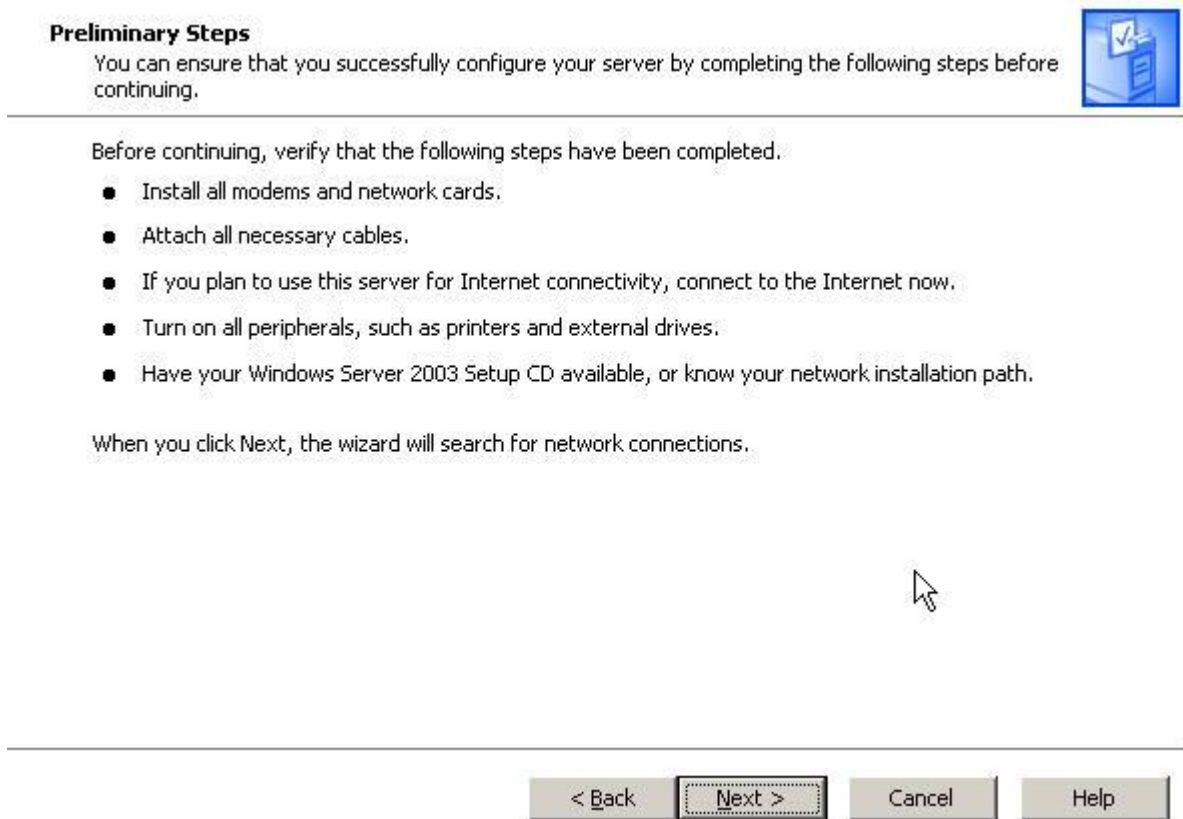 Preliminary Steps
You can ensure that you successfully configure your server by completing the following steps before
continuing.
Before continuing, verify that the following steps have been completed.
● Install all modems and network cards.
● Attach all necessary cables.
● If you plan to use this server for Internet connectivity, connect to the Internet now.
● Turn on all peripherals, such as printers and external drives.
● Have your Windows Server 2003 Setup CD available, or know your network installation path.
When you click Next, the wizard will search for network connections.
< Back Next > Cancel Help